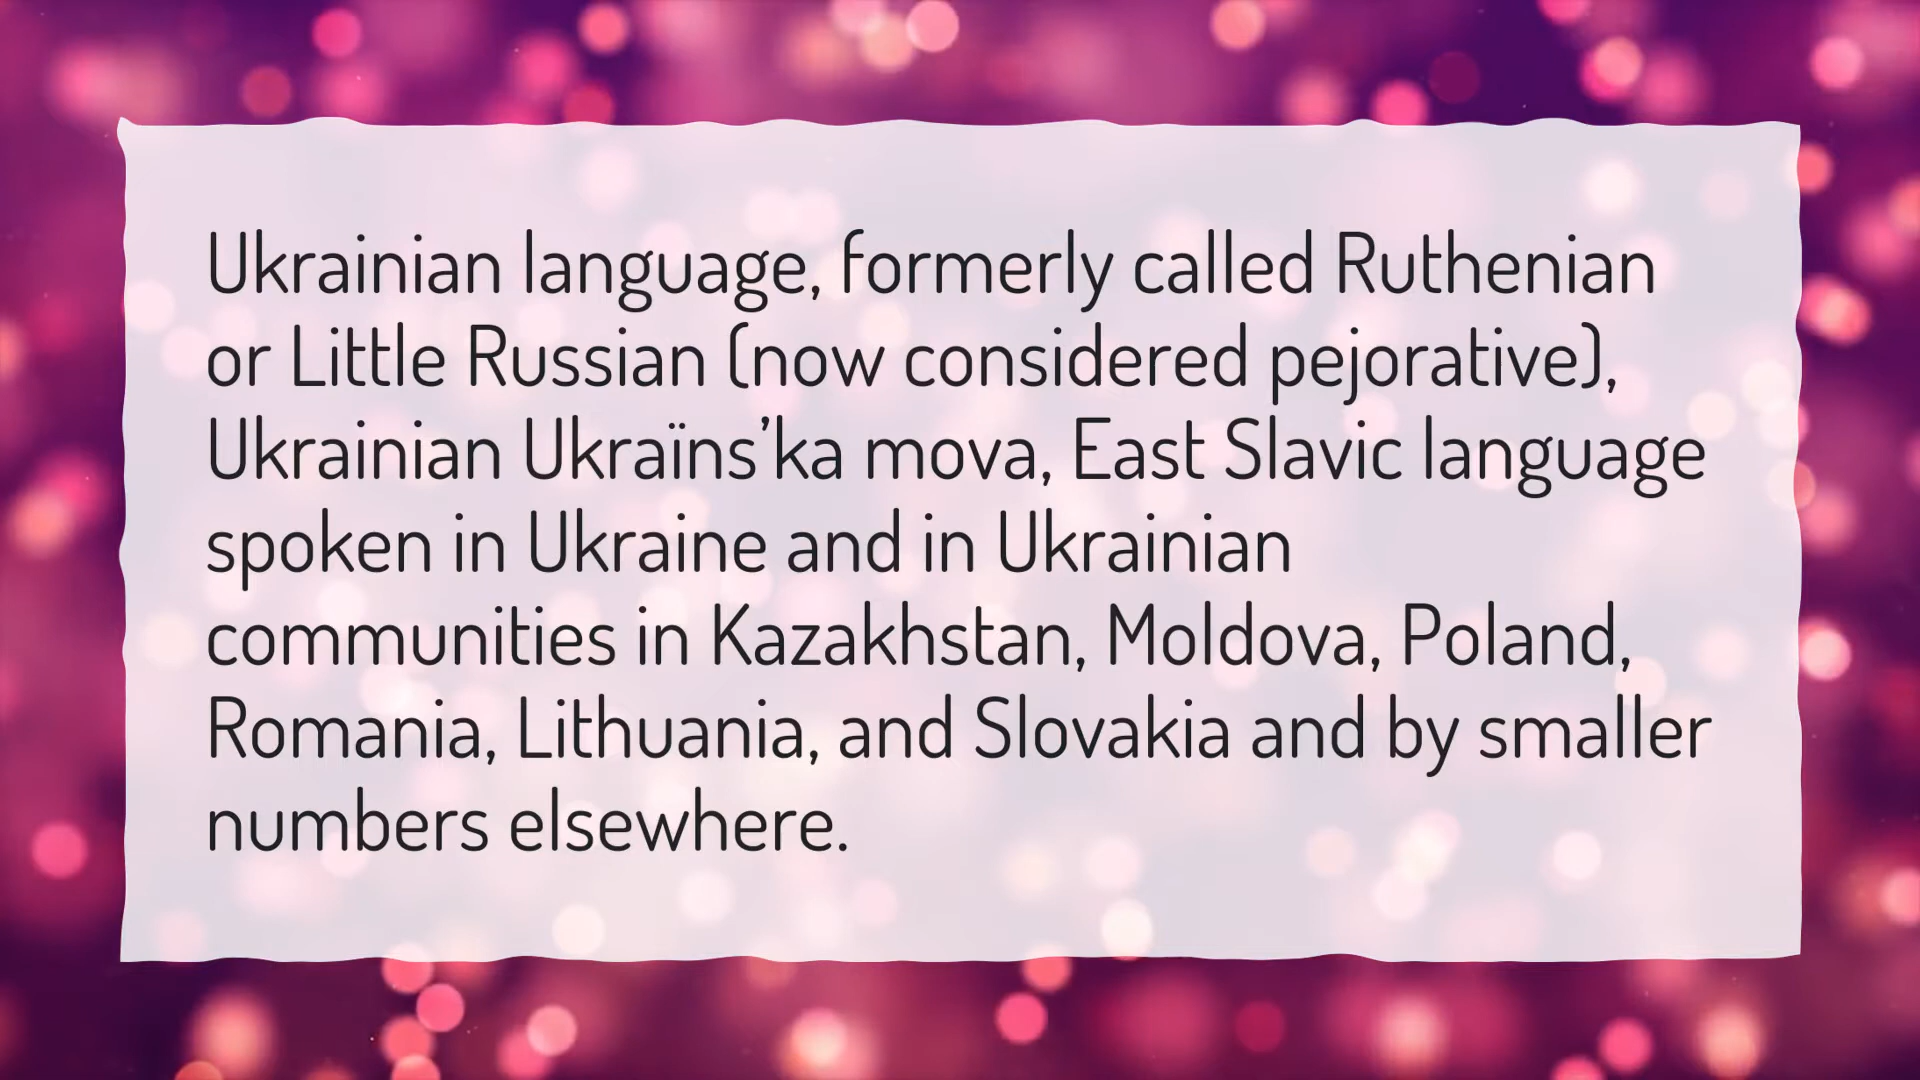 Ukrainian language, formerly called Ruthenian
or Little Russian (now considered pejorative),
Ukrainian Ukraïns’ka mova, East Slavic language
spoken in Ukraine and in Ukrainian
communities in Kazakhstan, Moldova, Poland,
Romania, Lithuania, and Slovakia and by smaller
numbers elsewhere.